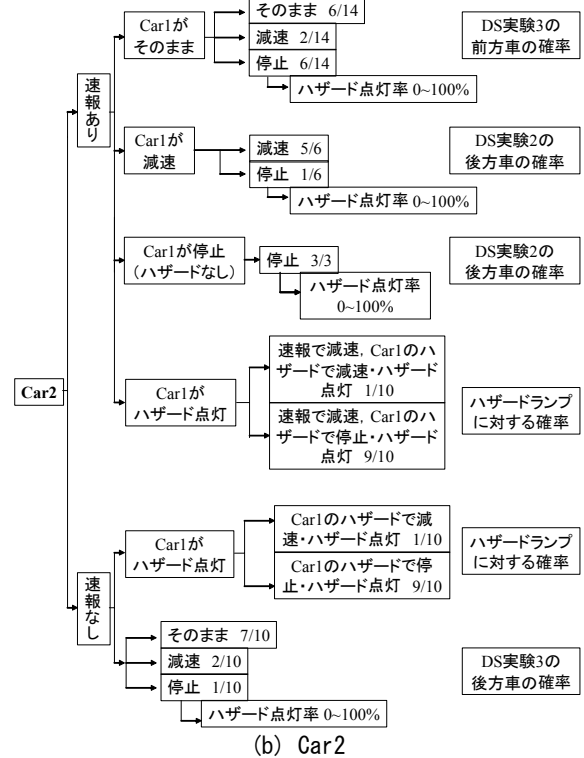 Car2
速報あり
Car1が
そのまま
そのまま 6/14
減速 2/14
停止 6/14
ハザード点灯率 0~100%
DS実験3の
前方車の確率
Car1が
減速
減速 5/6
停止 1/6
ハザード点灯率 0~100%
DS実験2の
後方車の確率
Car1が停止
（ハザードなし）
停止 3/3
ハザード点灯率
0~100%
DS実験2の
後方車の確率
Car1が
ハザード点灯
速報で減速，Car1のハ
ザードで減速・ハザード
点灯 1/10
速報で減速，Car1のハ
ザードで停止・ハザード
点灯 9/10
ハザードランプ
に対する確率
速報なし
Car1が
ハザード点灯
Car1のハザードで減
速・ハザード点灯 1/10
Car1のハザードで停
止・ハザード点灯 9/10
ハザードランプ
に対する確率
そのまま 7/10
減速 2/10
停止 1/10
ハザード点灯率 0~100%
DS実験3の
後方車の確率
(b) Car2